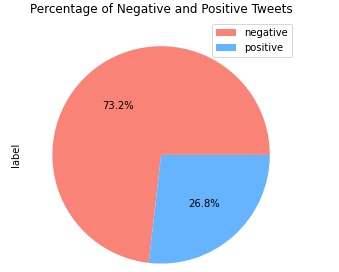 Percentage of Negative and Positive Tweets
negative
positive
73.2%
label
26.8%